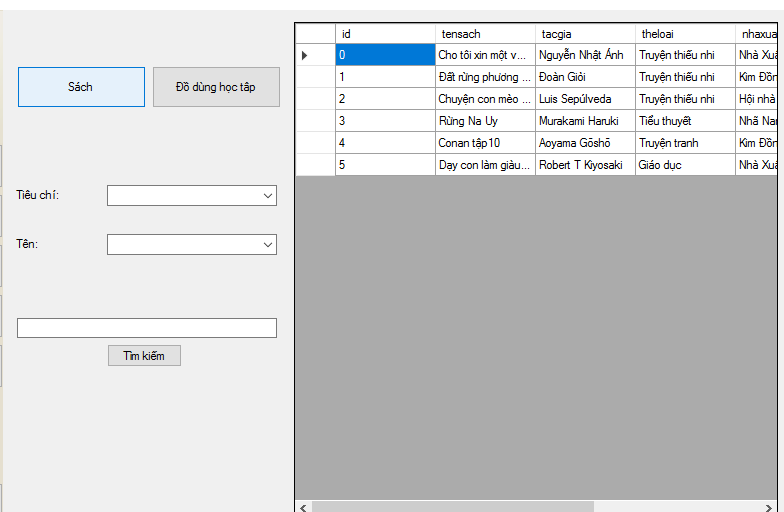 id tensach tacgia theloai nhaxua
0 Cho tôi xin một v... Nguyễn Nhật Ánh Truyện thiếu nhi Nhà Xuấ
Sách Đồ dùng học tập
1 Đất rừng phương ... Đoàn Giỏi Truyện thiếu nhi Kim Đồn
2 Chuyện con mèo ... Luis Sepúlveda Truyện thiếu nhi Hội nhà
3 Rừng Na Uy Murakami Haruki Tiểu thuyết Nhã Nam
4 Conan tập10 Aoyama Gōshō Truyện tranh Kim Đồn
5 Dạy con làm giàu... Robert T Kiyosaki Giáo dục Nhà Xuấ
Tiêu chí:
Tên:
Tìm kiếm